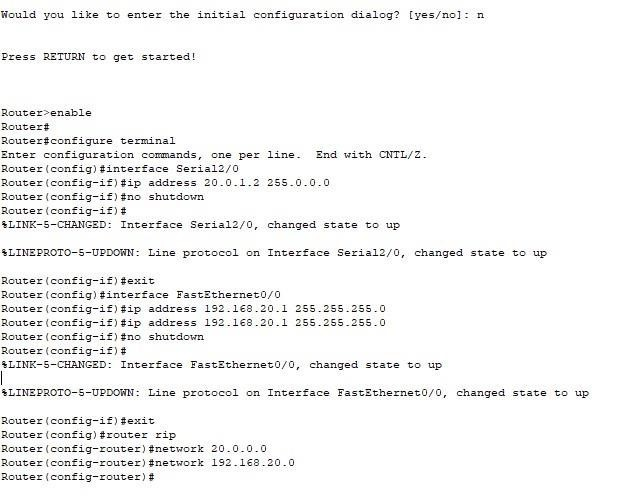 Would you like to enter the initial configuration dialog? [yes/no]: n
Press RETURN to get started!
Router>enable
Router#
Router#configure terminal
Enter configuration commands, one per line.  End with CNTL/Z.
Router(config)#interface Serial2/0
Router(config-if)#ip address 20.0.1.2 255.0.0.0
Router(config-if)#no shutdown
Router(config-if)#
%LINK-5-CHANGED: Interface Serial2/0, changed state to up
%LINEPROTO-5-UPDOWN: Line protocol on Interface Serial2/0, changed state to up
Router(config-if)#exit
Router(config)#interface FastEthernet0/0
Router(config-if)#ip address 192.168.20.1 255.255.255.0
Router(config-if)#ip address 192.168.20.1 255.255.255.0
Router(config-if)#no shutdown
Router(config-if)#
%LINK-5-CHANGED: Interface FastEthernet0/0, changed state to up
%LINEPROTO-5-UPDOWN: Line protocol on Interface FastEthernet0/0, changed state to up
Router(config-if)#exit
Router(config)#router rip
Router(config-router)#network 20.0.0.0
Router(config-router)#network 192.168.20.0
Router(config-router)#